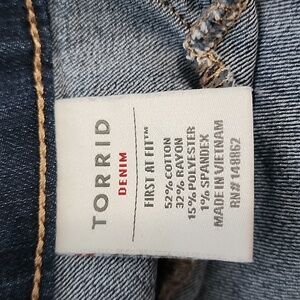 TORRID
DENIM
FIRST AT FIT™
52% COTTON
32% RAYON
15% POLYESTER
1% SPANDEX
MADE IN VIETNAM
RN# 148862